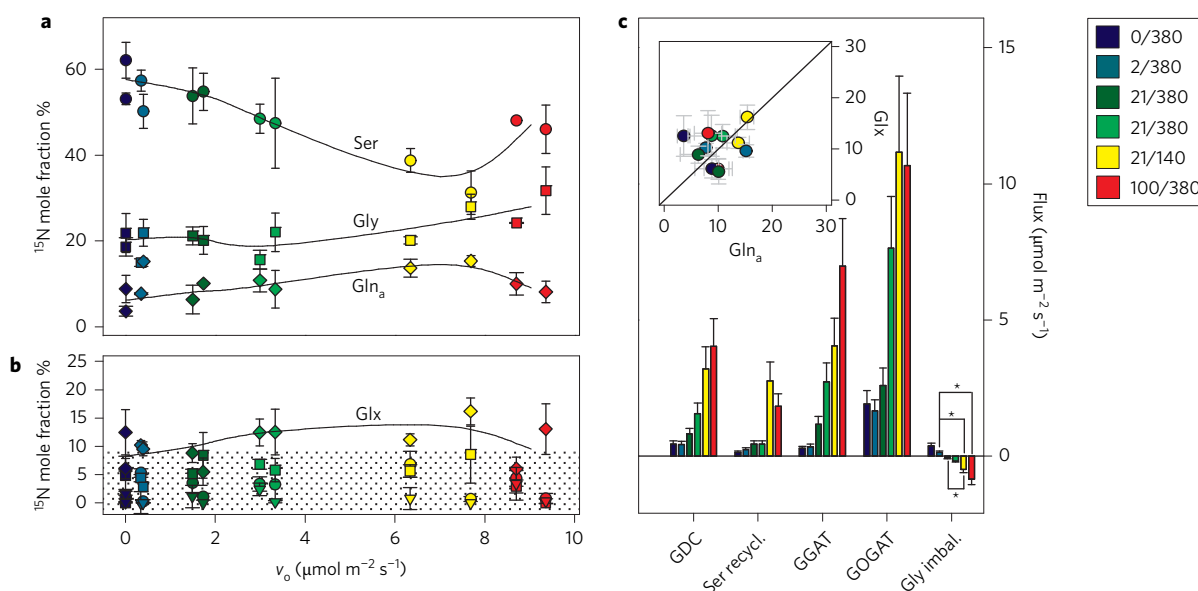 a
60
40
20
0
¹⁵N mole fraction %
Ser
Gly
Glnₐ
b
25
20
15
10
5
0
¹⁵N mole fraction %
Glx
0 2 4 6 8 10
vₒ (μmol m⁻² s⁻¹)
c
30
20
10
0
Glx
0 10 20 30
Glnₐ
15
10
5
0
Flux (μmol m⁻² s⁻¹)
*
*
*
GDC
Ser recycl.
GGAT
GOGAT
Gly imbal.
0/380
2/380
21/380
21/380
21/140
100/380